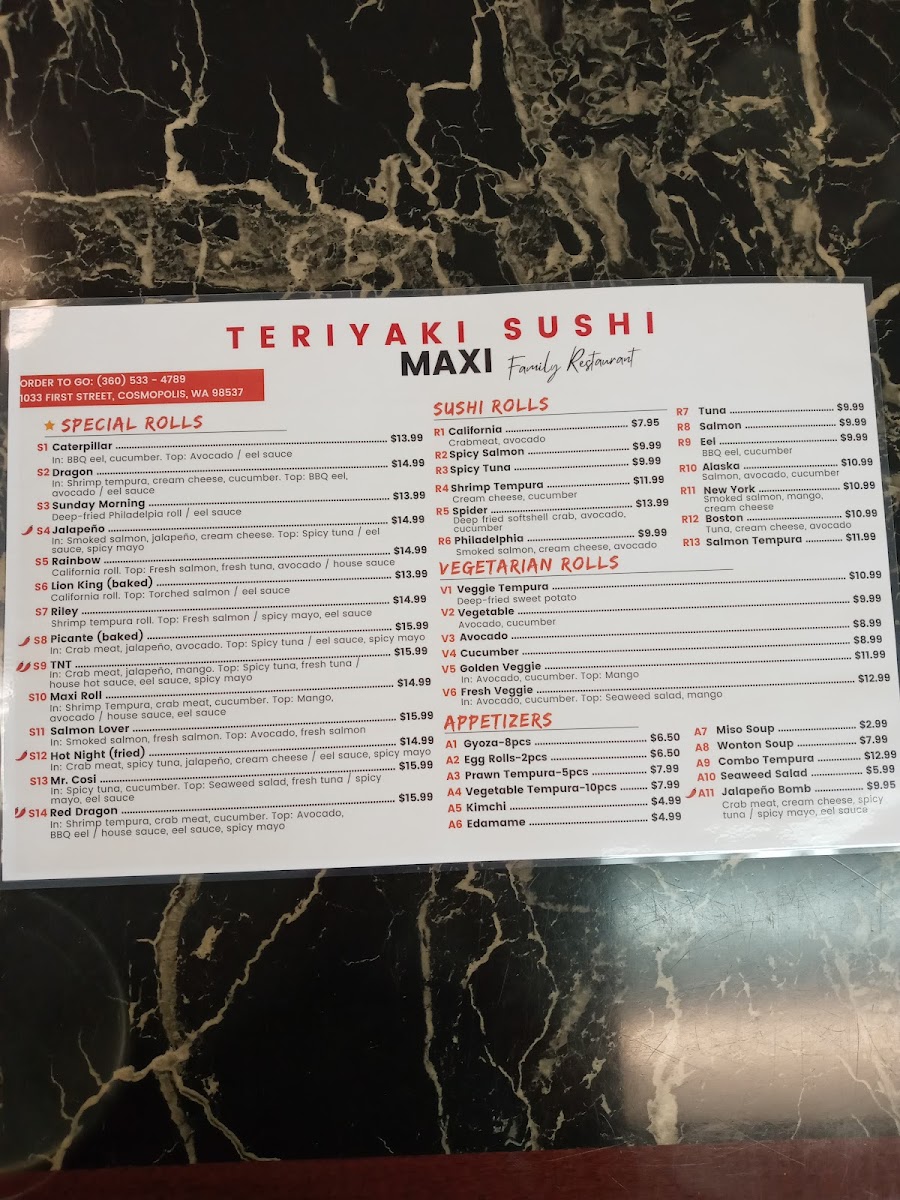 TERIYAKI SUSHI
MAXI Family Restaurant
ORDER TO GO: (360) 533 - 4789
1033 FIRST STREET, COSMOPOLIS, WA 98537
SPECIAL ROLLS
S1 Caterpillar $13.99
In: BBQ eel, cucumber. Top: Avocado / eel sauce
S2 Dragon $14.99
In: Shrimp tempura, cream cheese, cucumber. Top: BBQ eel,
avocado / eel sauce
S3 Sunday Morning $13.99
Deep-fried Philadelpia roll / eel sauce
S4 Jalapeño $14.99
In: Smoked salmon, jalapeño, cream cheese. Top: Spicy tuna / eel
sauce, spicy mayo
S5 Rainbow $14.99
California roll. Top: Fresh salmon, fresh tuna, avocado / house sauce
S6 Lion King (baked) $13.99
California roll. Top: Torched salmon / eel sauce
S7 Riley $14.99
Shrimp tempura roll. Top: Fresh salmon / spicy mayo, eel sauce
S8 Picante (baked) $15.99
In: Crab meat, jalapeño, avocado. Top: Spicy tuna / eel sauce, spicy mayo
S9 TNT $15.99
In: Crab meat, jalapeño, mango. Top: Spicy tuna, fresh tuna /
house hot sauce, eel sauce, spicy mayo
S10 Maxi Roll $14.99
In: Shrimp Tempura, crab meat, cucumber. Top: Mango,
avocado / house sauce, eel sauce
S11 Salmon Lover $15.99
In: Smoked salmon, fresh salmon. Top: Avocado, fresh salmon
S12 Hot Night (fried) $14.99
In: Crab meat, spicy tuna, jalapeño, cream cheese / eel sauce, spicy mayo
S13 Mr. Cosi $15.99
In: Spicy tuna, cucumber. Top: Seaweed salad, fresh tuna / spicy
mayo, eel sauce
S14 Red Dragon $15.99
In: Shrimp tempura, crab meat, cucumber. Top: Avocado,
BBQ eel / house sauce, eel sauce, spicy mayo
SUSHI ROLLS
R1 California $7.95
Crabmeat, avocado
R2 Spicy Salmon $9.99
R3 Spicy Tuna $9.99
R4 Shrimp Tempura $11.99
Cream cheese, cucumber
R5 Spider $13.99
Deep fried softshell crab, avocado,
cucumber
R6 Philadelphia $9.99
Smoked salmon, cream cheese, avocado
R7 Tuna $9.99
R8 Salmon $9.99
R9 Eel $9.99
BBQ eel, cucumber
R10 Alaska $10.99
Salmon, avocado, cucumber
R11 New York $10.99
Smoked salmon, mango,
cream cheese
R12 Boston $10.99
Tuna, cream cheese, avocado
R13 Salmon Tempura $11.99
VEGETARIAN ROLLS
V1 Veggie Tempura $10.99
Deep-fried sweet potato
V2 Vegetable $9.99
Avocado, cucumber
V3 Avocado $8.99
V4 Cucumber $8.99
V5 Golden Veggie $11.99
In: Avocado, cucumber. Top: Mango
V6 Fresh Veggie $12.99
In: Avocado, cucumber. Top: Seaweed salad, mango
APPETIZERS
A1 Gyoza-8pcs $6.50
A2 Egg Rolls-2pcs $6.50
A3 Prawn Tempura-5pcs $7.99
A4 Vegetable Tempura-10pcs $7.99
A5 Kimchi $4.99
A6 Edamame $4.99
A7 Miso Soup $2.99
A8 Wonton Soup $7.99
A9 Combo Tempura $12.99
A10 Seaweed Salad $5.99
A11 Jalapeño Bomb $9.95
Crab meat, cream cheese, spicy
tuna / spicy mayo, eel sauce